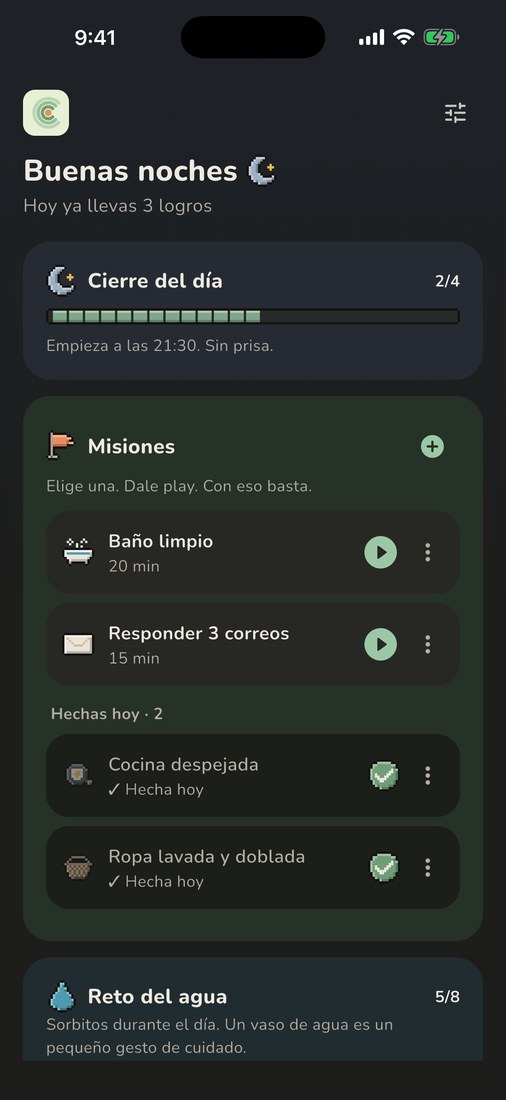 9:41
Buenas noches
Hoy ya llevas 3 logros
Cierre del día
2/4
Empieza a las 21:30. Sin prisa.
Misiones
Elige una. Dale play. Con eso basta.
Baño limpio
20 min
Responder 3 correos
15 min
Hechas hoy · 2
Cocina despejada
✓ Hecha hoy
Ropa lavada y doblada
✓ Hecha hoy
Reto del agua
5/8
Sorbitos durante el día. Un vaso de agua es un
pequeño gesto de cuidado.